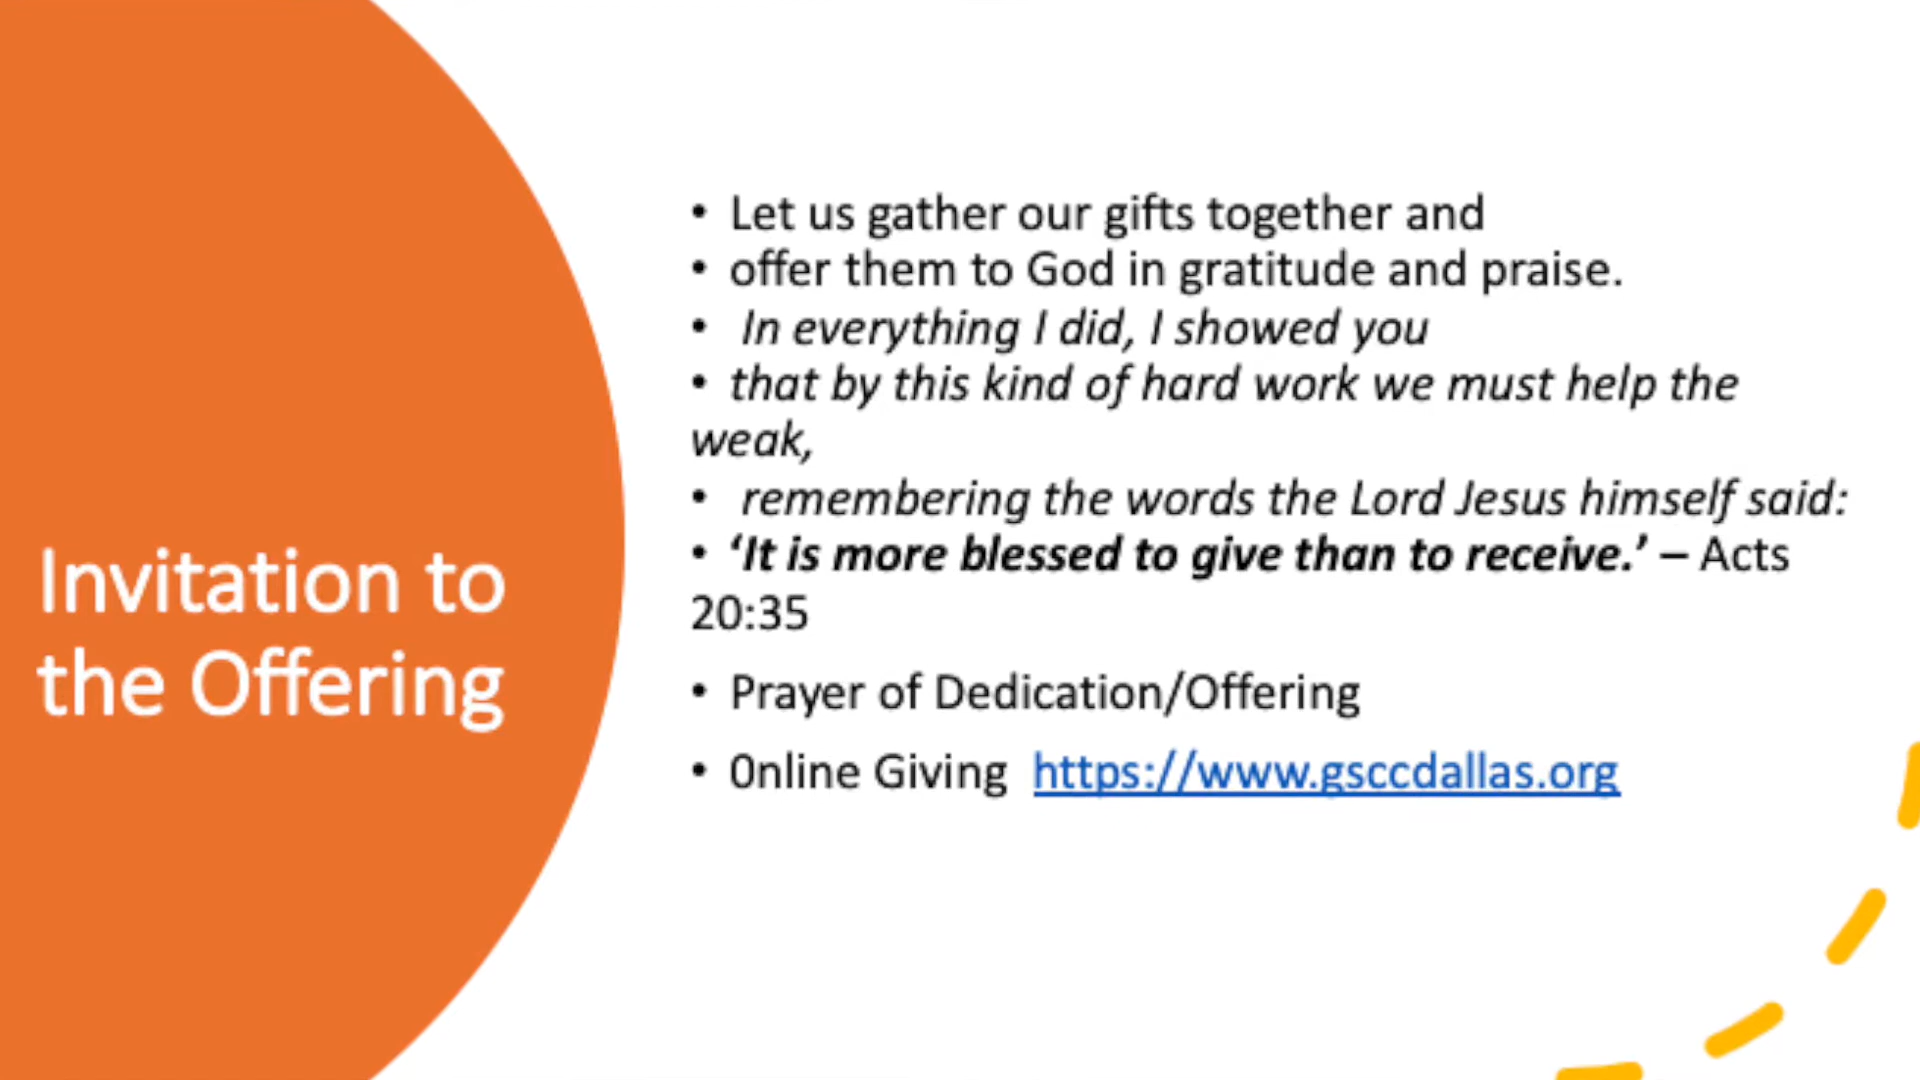 Invitation to
the Offering
• Let us gather our gifts together and
• offer them to God in gratitude and praise.
• In everything I did, I showed you
• that by this kind of hard work we must help the
weak,
• remembering the words the Lord Jesus himself said:
• ‘It is more blessed to give than to receive.’ – Acts
20:35
• Prayer of Dedication/Offering
• 0nline Giving https://www.gsccdallas.org